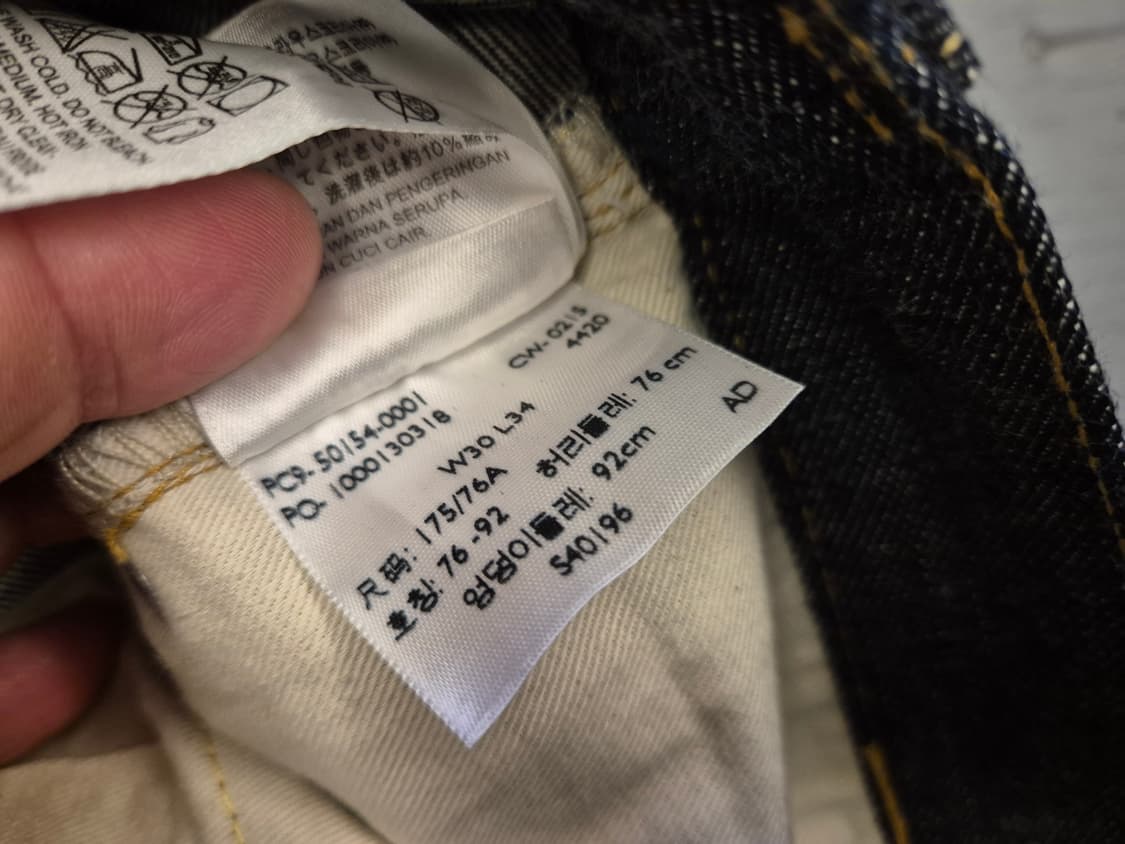 WASH COLD. DO NOT BLEACH
MEDIUM. HOT IRON
DRY CLEAN
てください。
洗濯後は約10%
AN DAN PENGERINGAN
WARNA SERUPA.
N CUCI CAIR.
CW-0215
4420
PC9-50154-0001
PO-1000130318
W30 L34
尺码: 175/76A
호칭: 76-92
허리둘레: 76 cm
엉덩이둘레: 92cm
S40196
AD